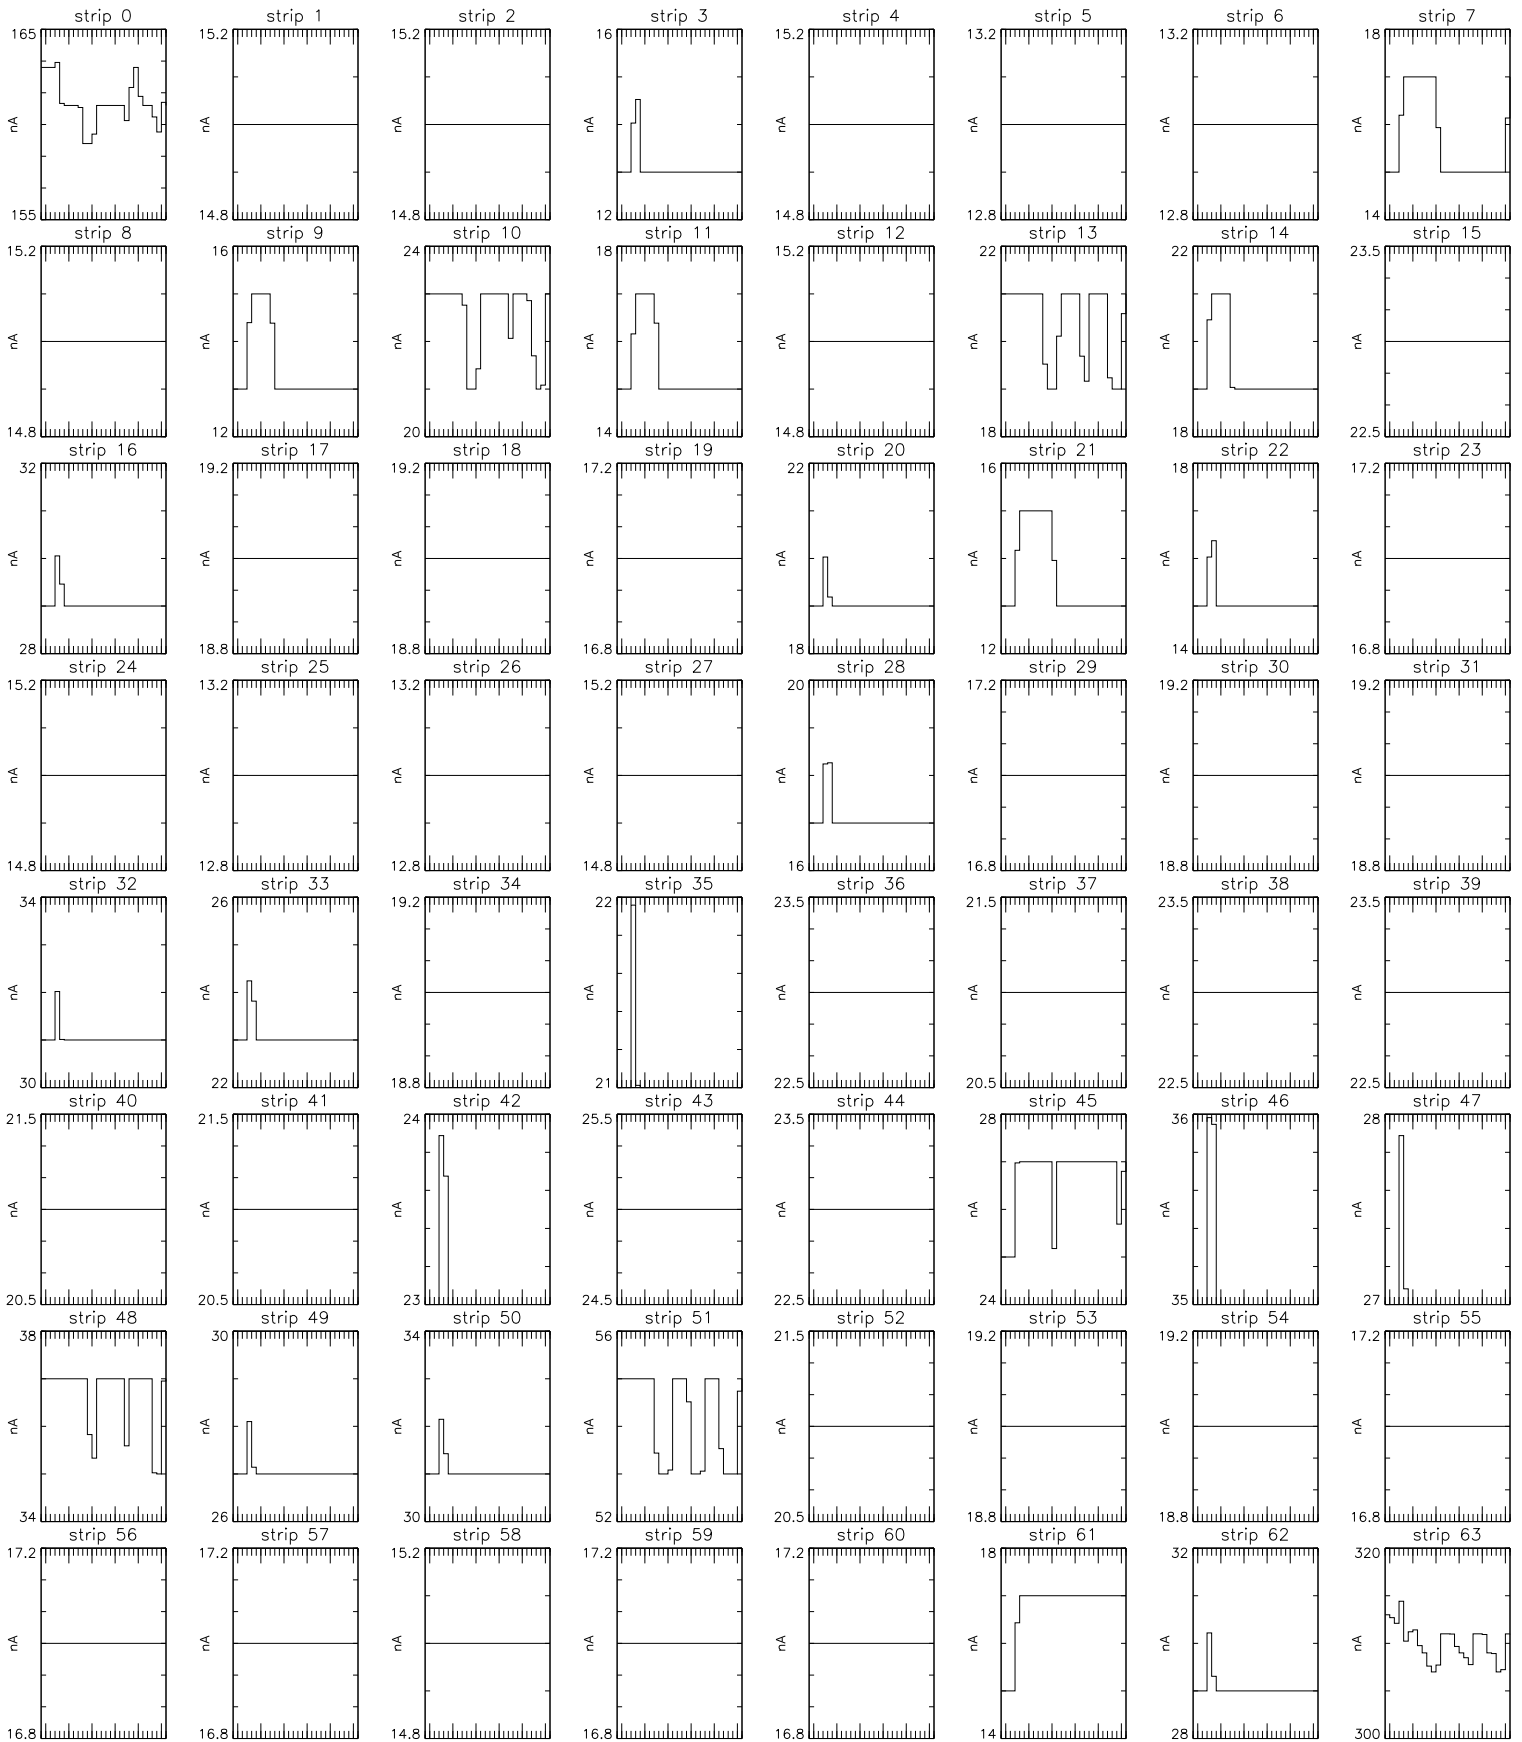 strip 0 strip 1 strip 2 strip 3 strip 4 strip 5 strip 6 strip 7
165 15.2 15.2 16 15.2 13.2 13.2 18
nA nA nA nA nA nA nA nA
155 14.8 14.8 12 14.8 12.8 12.8 14
strip 8 strip 9 strip 10 strip 11 strip 12 strip 13 strip 14 strip 15
15.2 16 24 18 15.2 22 22 23.5
nA nA nA nA nA nA nA nA
14.8 12 20 14 14.8 18 18 22.5
strip 16 strip 17 strip 18 strip 19 strip 20 strip 21 strip 22 strip 23
32 19.2 19.2 17.2 22 16 18 17.2
nA nA nA nA nA nA nA nA
28 18.8 18.8 16.8 18 12 14 16.8
strip 24 strip 25 strip 26 strip 27 strip 28 strip 29 strip 30 strip 31
15.2 13.2 13.2 15.2 20 17.2 19.2 19.2
nA nA nA nA nA nA nA nA
14.8 12.8 12.8 14.8 16 16.8 18.8 18.8
strip 32 strip 33 strip 34 strip 35 strip 36 strip 37 strip 38 strip 39
34 26 19.2 22 23.5 21.5 23.5 23.5
nA nA nA nA nA nA nA nA
30 22 18.8 21 22.5 20.5 22.5 22.5
strip 40 strip 41 strip 42 strip 43 strip 44 strip 45 strip 46 strip 47
21.5 21.5 24 25.5 23.5 28 36 28
nA nA nA nA nA nA nA nA
20.5 20.5 23 24.5 22.5 24 35 27
strip 48 strip 49 strip 50 strip 51 strip 52 strip 53 strip 54 strip 55
38 30 34 56 21.5 19.2 19.2 17.2
nA nA nA nA nA nA nA nA
34 26 30 52 20.5 18.8 18.8 16.8
strip 56 strip 57 strip 58 strip 59 strip 60 strip 61 strip 62 strip 63
17.2 17.2 15.2 17.2 17.2 18 32 320
nA nA nA nA nA nA nA nA
16.8 16.8 14.8 16.8 16.8 14 28 300